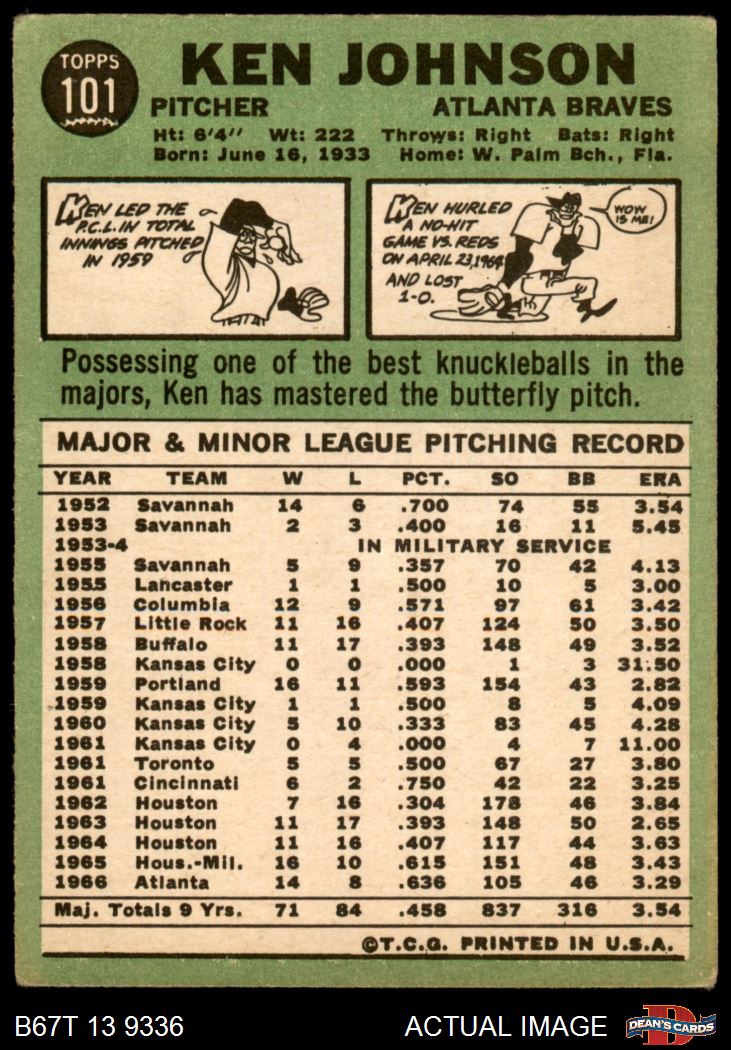 TOPPS
101
KEN JOHNSON
PITCHER ATLANTA BRAVES
Ht: 6'4" Wt: 222 Throws: Right Bats: Right
Born: June 16, 1933 Home: W. Palm Bch., Fla.
KEN LED THE
P.C.L. IN TOTAL
INNINGS PITCHED
IN 1959
KEN HURLED
A NO-HIT
GAME VS. REDS
ON APRIL 23, 1964
AND LOST
1-0.
WOW
IS ME!
Possessing one of the best knuckleballs in the
majors, Ken has mastered the butterfly pitch.
MAJOR & MINOR LEAGUE PITCHING RECORD
YEAR TEAM W L PCT. SO BB ERA
1952 Savannah 14 6 .700 74 55 3.54
1953 Savannah 2 3 .400 16 11 5.45
1953-4 IN MILITARY SERVICE
1955 Savannah 5 9 .357 70 42 4.13
1955 Lancaster 1 1 .500 10 5 3.00
1956 Columbia 12 9 .571 97 61 3.42
1957 Little Rock 11 16 .407 124 50 3.50
1958 Buffalo 11 17 .393 148 49 3.52
1958 Kansas City 0 0 .000 1 3 31.50
1959 Portland 16 11 .593 154 43 2.82
1959 Kansas City 1 1 .500 8 5 4.09
1960 Kansas City 5 10 .333 83 45 4.28
1961 Kansas City 0 4 .000 4 7 11.00
1961 Toronto 5 5 .500 67 27 3.80
1961 Cincinnati 6 2 .750 42 22 3.25
1962 Houston 7 16 .304 178 46 3.84
1963 Houston 11 17 .393 148 50 2.65
1964 Houston 11 16 .407 117 44 3.63
1965 Hous.-Mil. 16 10 .615 151 48 3.43
1966 Atlanta 14 8 .636 105 46 3.29
Maj. Totals 9 Yrs. 71 84 .458 837 316 3.54
©T.C.G. PRINTED IN U.S.A.
B67T 13 9336 ACTUAL IMAGE
D
DEAN'S CARDS